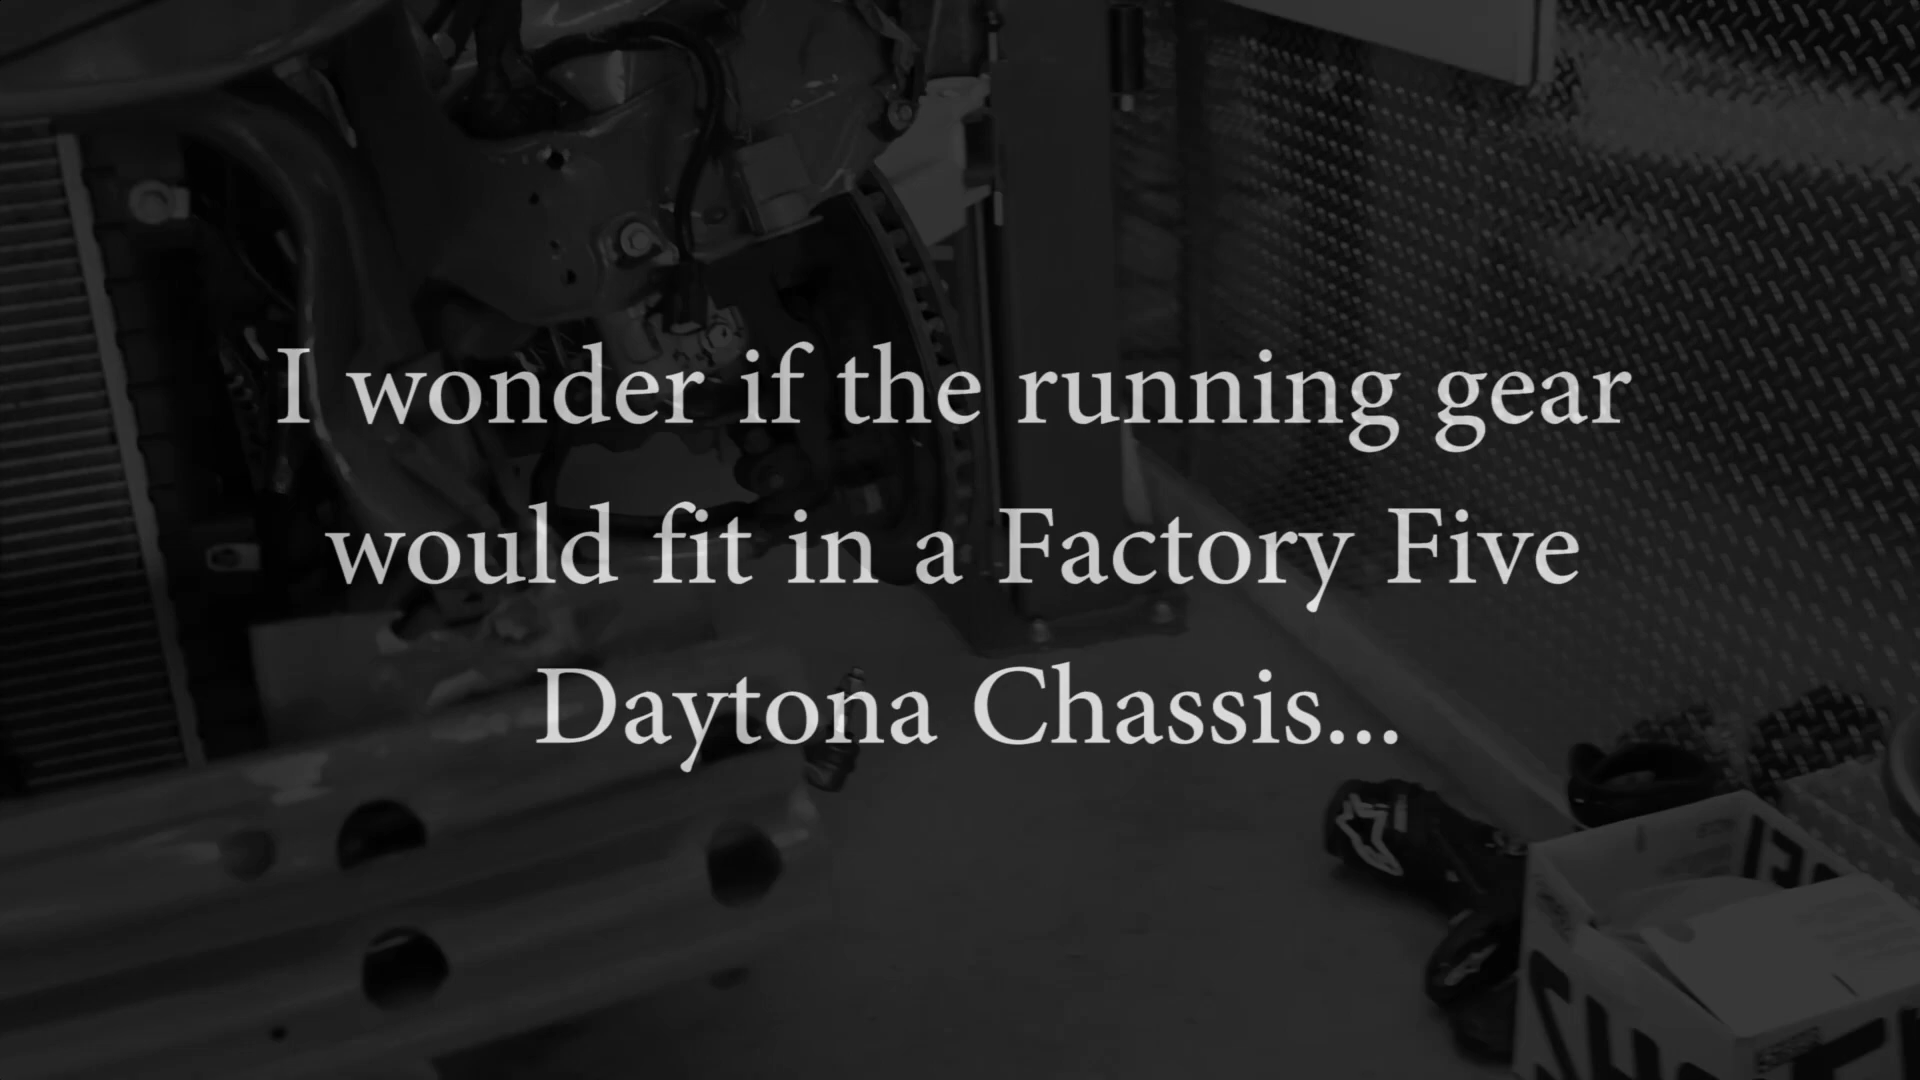 I wonder if the running gear
would fit in a Factory Five
Daytona Chassis...